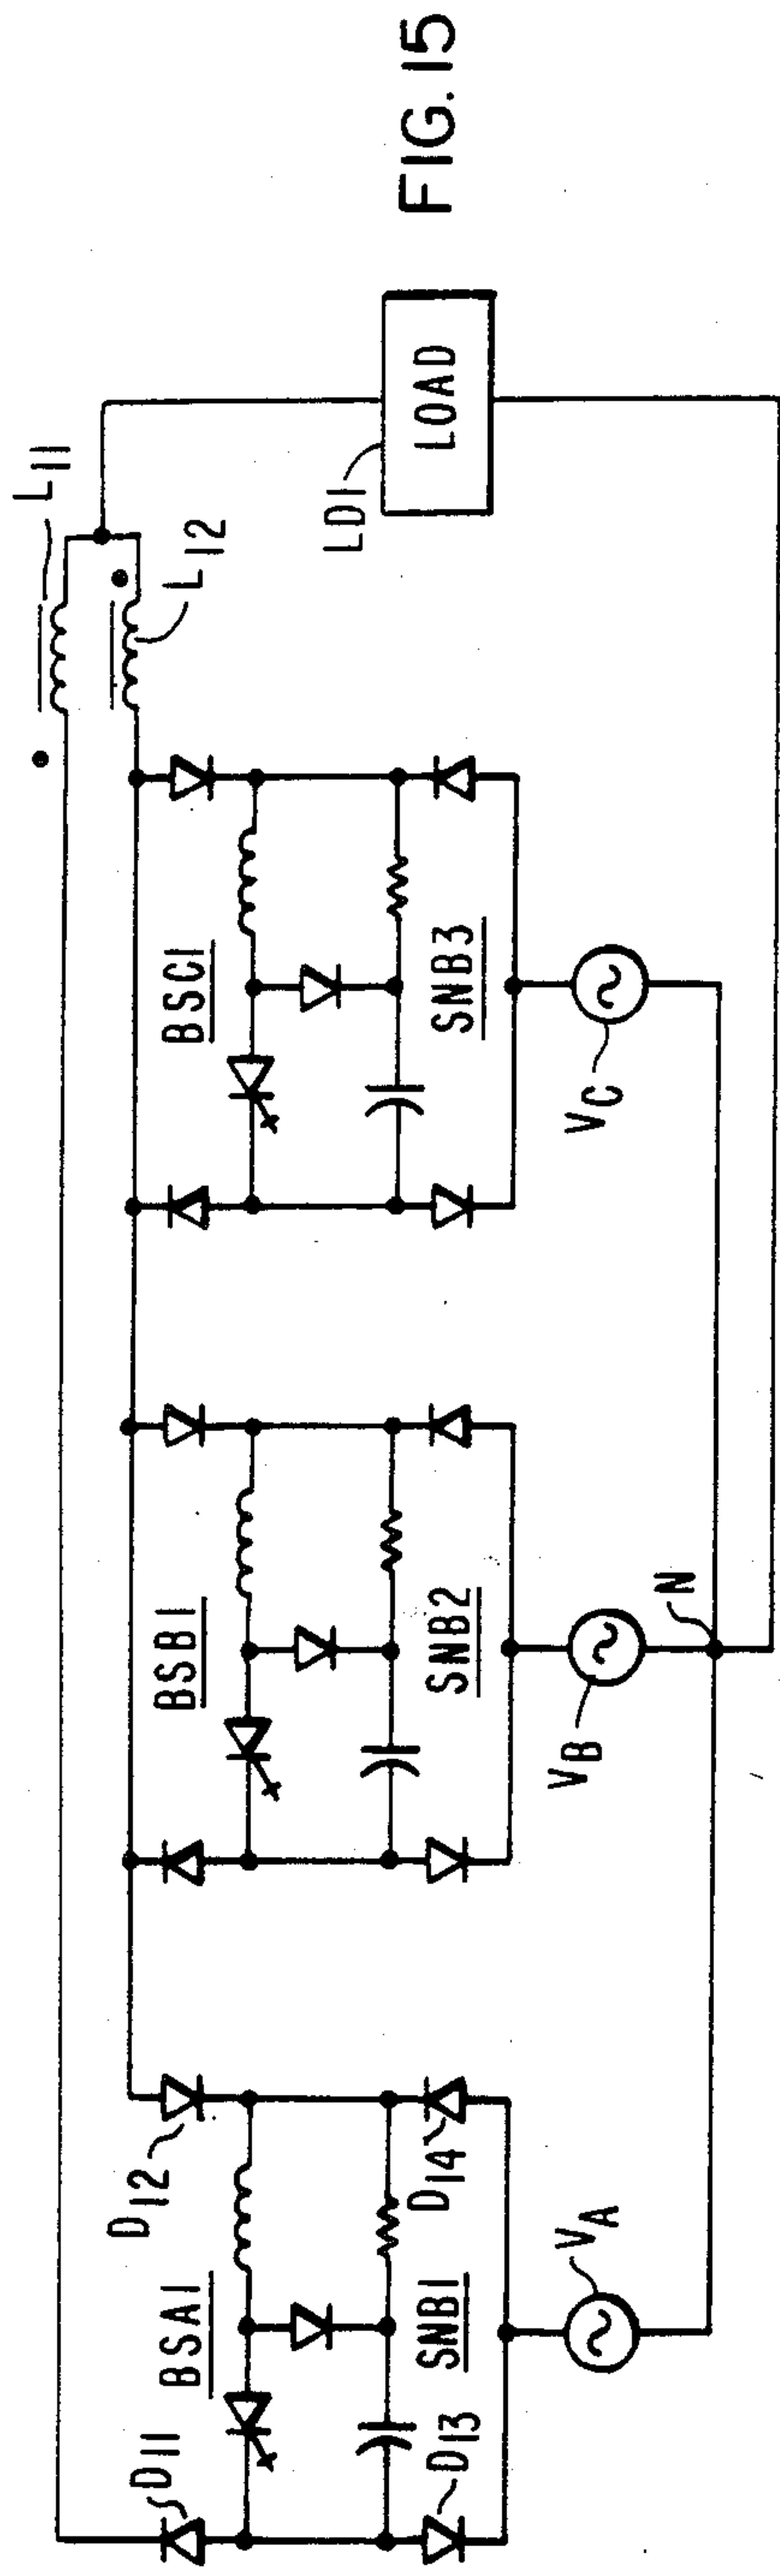 FIG. 15
L11
L12
LD1
LOAD
BSC1
SNB3
VC
BSB1
SNB2
VB
N
D12
D14
BSA1
SNB1
VA
D11
D13